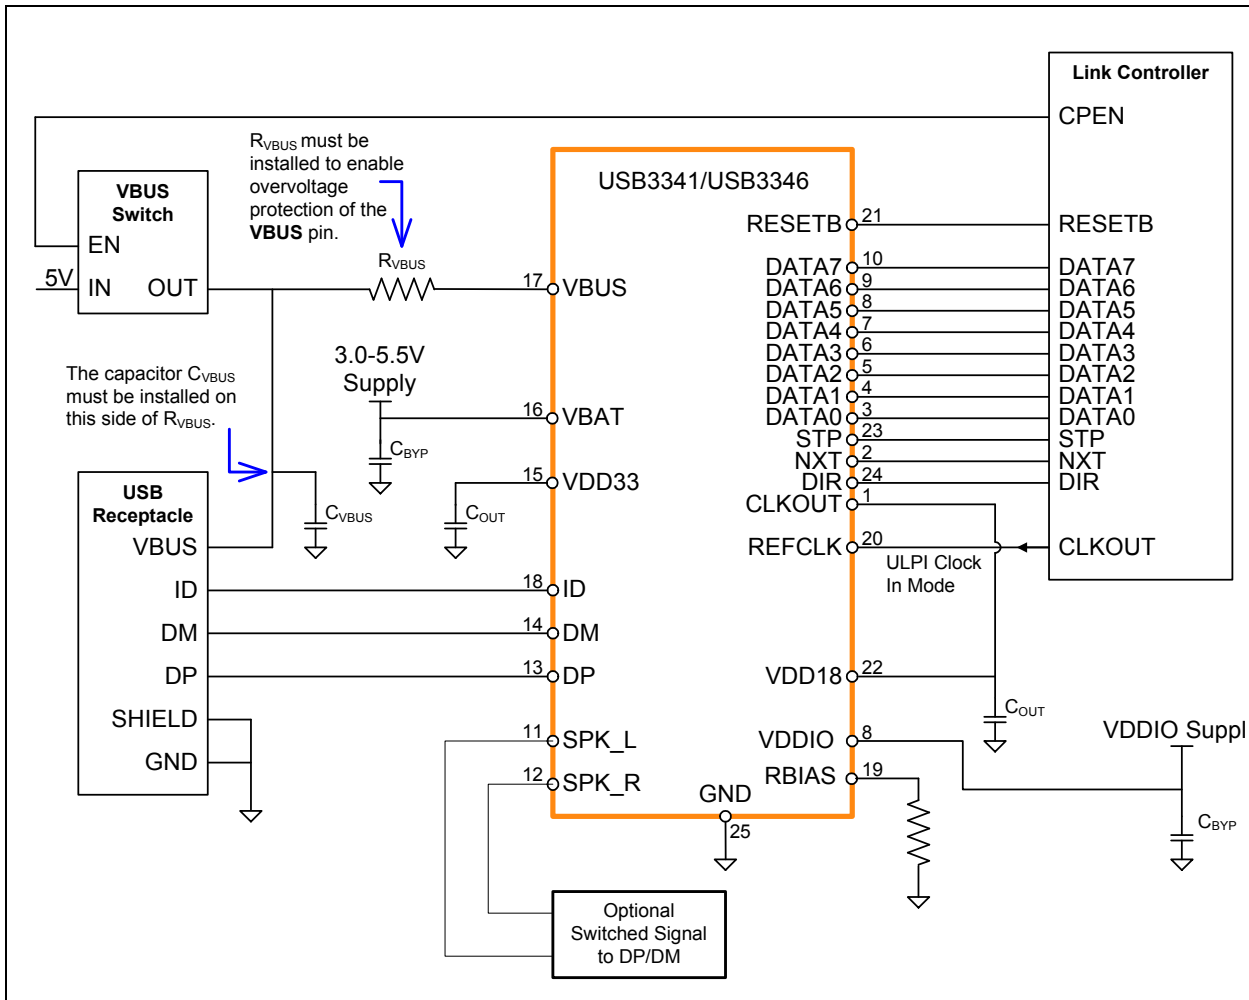 Link Controller
CPEN
RVBUS must be
installed to enable
overvoltage
protection of the
VBUS pin.
VBUS
Switch
EN
5V
IN
OUT
RVBUS
USB3341/USB3346
17
VBUS
3.0-5.5V
Supply
16
VBAT
CBYP
15
VDD33
COUT
The capacitor CVBUS
must be installed on
this side of RVBUS.
CVBUS
USB
Receptacle
VBUS
ID
18
ID
DM
14
DM
DP
13
DP
SHIELD
GND
11
SPK_L
12
SPK_R
GND
25
Optional
Switched Signal
to DP/DM
RESETB
21
RESETB
DATA7
10
DATA7
DATA6
9
DATA6
DATA5
8
DATA5
DATA4
7
DATA4
DATA3
6
DATA3
DATA2
5
DATA2
DATA1
4
DATA1
DATA0
3
DATA0
STP
23
STP
NXT
2
NXT
DIR
24
DIR
CLKOUT
1
REFCLK
20
CLKOUT
ULPI Clock
In Mode
VDD18
22
COUT
VDDIO
8
VDDIO Suppl
RBIAS
19
CBYP